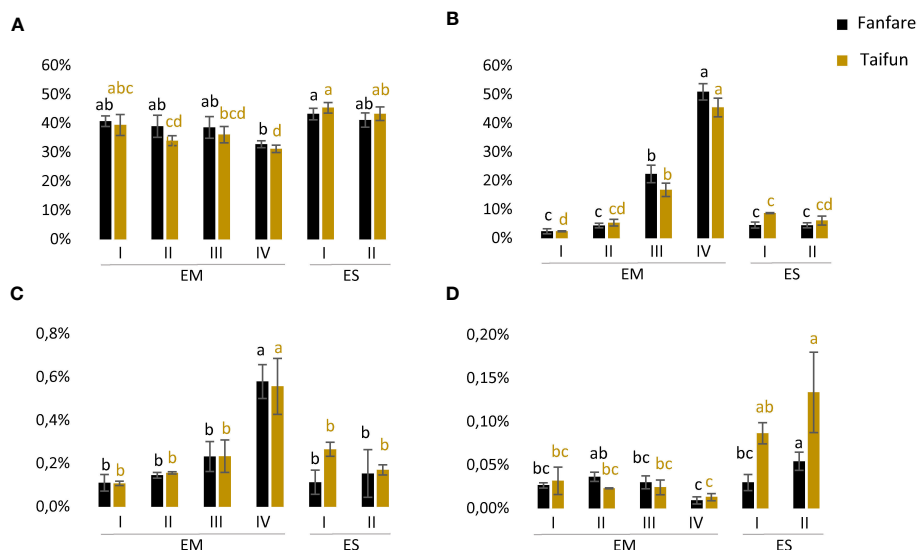 A
60%
50%
40%
30%
20%
10%
0%
ab abc ab cd ab bcd b d a a ab ab
I II III IV I II
EM ES
B
Fanfare
Taifun
60%
50%
40%
30%
20%
10%
0%
c d c cd b b a a c c c cd
I II III IV I II
EM ES
C
0,8%
0,6%
0,4%
0,2%
0,0%
b b b b b b a a b b b b
I II III IV I II
EM ES
D
0,20%
0,15%
0,10%
0,05%
0,00%
bc bc ab bc bc bc c c bc ab a a
I II III IV I II
EM ES